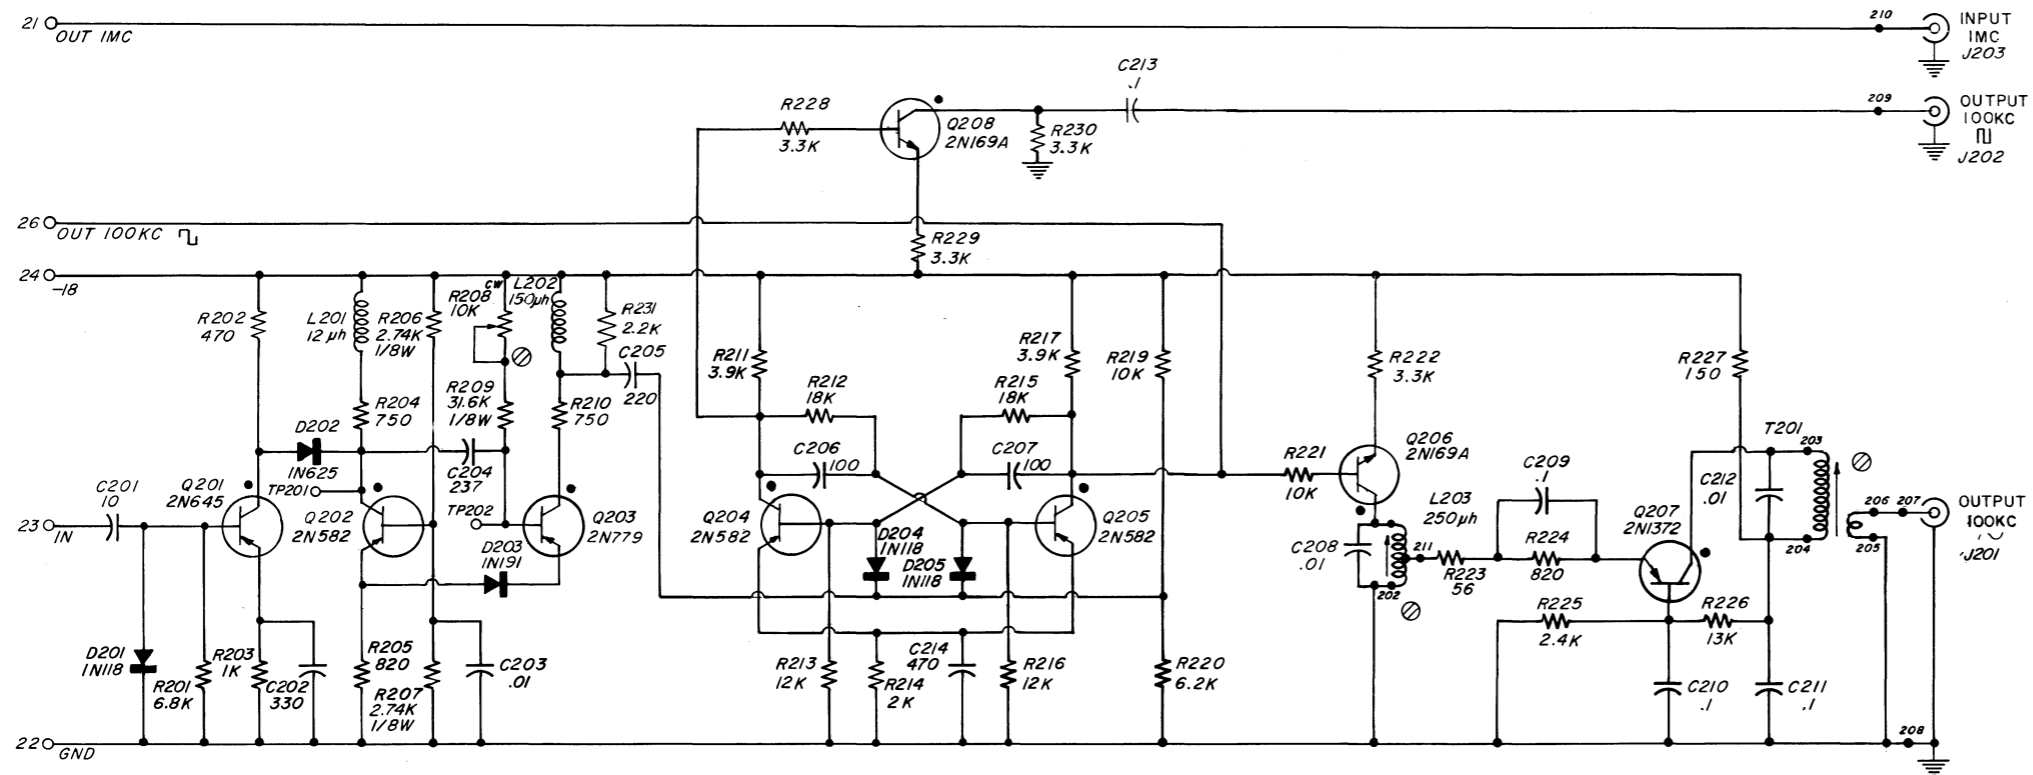 21
OUT 1MC
210
INPUT
1MC
J203
C213
.1
R228
3.3K
Q208
2N169A
R230
3.3K
209
OUTPUT
100KC
J202
26
OUT 100KC
R229
3.3K
24
-18
R202
470
L201
12 µh
R206
2.74K
1/8W
CW
R208
10K
L202
150µh
R231
2.2K
C205
220
R211
3.9K
R217
3.9K
R219
10K
R222
3.3K
R227
150
R212
18K
R215
18K
D202
1N625
R204
750
R209
31.6K
1/8W
R210
750
C204
237
C206
100
C207
100
R221
10K
Q206
2N169A
T201
203
C209
.1
C212
.01
C201
10
Q201
2N645
TP201
Q202
2N582
TP202
Q203
2N779
Q204
2N582
Q205
2N582
D204
1N118
D205
1N118
L203
250µh
Q207
2N1372
206
207
OUTPUT
100KC
J201
23
IN
D203
1N191
C208
.01
211
R223
56
R224
820
204
205
202
R225
2.4K
R226
13K
D201
1N118
R201
6.8K
R203
1K
C202
330
R205
820
R207
2.74K
1/8W
C203
.01
R213
12K
R214
2K
C214
470
R216
12K
R220
6.2K
C210
.1
C211
.1
22
GND
208